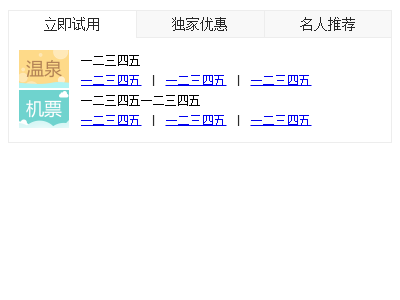 立即试用 独家优惠 名人推荐
温泉 一二三四五
一二三四五 | 一二三四五 | 一二三四五
机票 一二三四五一二三四五
一二三四五 | 一二三四五 | 一二三四五